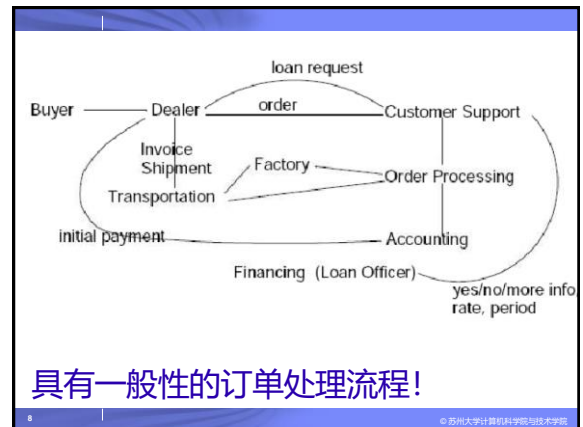 loan request
Buyer
Dealer
order
Customer Support
Invoice
Shipment
Factory
Order Processing
Transportation
initial payment
Accounting
Financing (Loan Officer)
yes/no/more info,
rate, period
具有一般性的订单处理流程!
8
© 苏州大学计算机科学院与技术学院